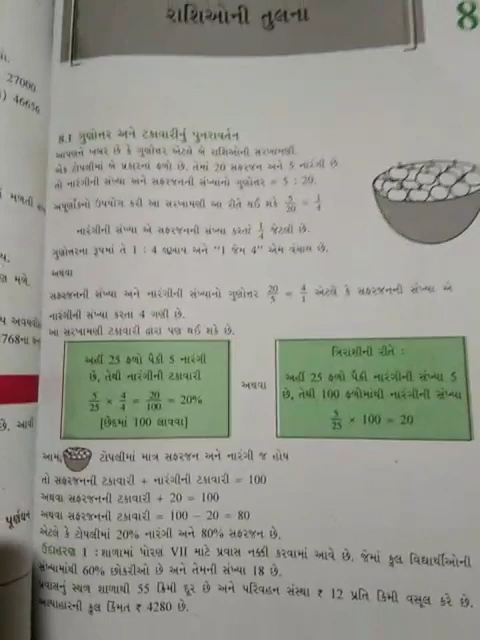 રાશિઓની તુલના
8
8.1 ગુણોત્તર અને ટકાવારીનું પુનરાવર્તન
આપણને ખબર છે કે ગુણોત્તર એટલે બે રાશિઓની સરખામણી.
એક ટોપલીમાં બે પ્રકારનાં ફળો છે. તેમાં 20 સફરજન અને 5 નારંગી છે.
તો નારંગીની સંખ્યા અને સફરજનની સંખ્યાનો ગુણોત્તર = 5 : 20.
અપૂર્ણાંકનો ઉપયોગ કરી આ સરખામણી આ રીતે થઈ શકે 5/20 = 1/4
નારંગીની સંખ્યા એ સફરજનની સંખ્યા કરતાં 1/4 જેટલી છે.
ગુણોત્તરના રૂપમાં તે 1 : 4 લખાય અને “1 જેમ 4” એમ વંચાય છે.
અથવા
સફરજનની સંખ્યા અને નારંગીની સંખ્યાનો ગુણોત્તર 20/5 = 4/1 એટલે કે સફરજનની સંખ્યા એ
નારંગીની સંખ્યા કરતા 4 ગણી છે.
આ સરખામણી ટકાવારી દ્વારા પણ થઈ શકે છે.
અહીં 25 ફળો પૈકી 5 નારંગી
છે, તેથી નારંગીની ટકાવારી
5/25 × 4/4 = 20/100 = 20%
[છેદમાં 100 લાવવા]
અથવા
ત્રિરાશીની રીતે :
અહીં 25 ફળો પૈકી નારંગીની સંખ્યા 5
છે, તેથી 100 ફળોમાંથી નારંગીની સંખ્યા
5/25 × 100 = 20
આમ, ટોપલીમાં માત્ર સફરજન અને નારંગી જ હોય
તો સફરજનની ટકાવારી + નારંગીની ટકાવારી = 100
અથવા સફરજનની ટકાવારી + 20 = 100
અથવા સફરજનની ટકાવારી = 100 – 20 = 80
એટલે કે ટોપલીમાં 20% નારંગી અને 80% સફરજન છે.
ઉદાહરણ 1 : શાળામાં ધોરણ VII માટે પ્રવાસ નક્કી કરવામાં આવે છે. જેમાં કુલ વિદ્યાર્થીઓની
સંખ્યામાંથી 60% છોકરીઓ છે અને તેમની સંખ્યા 18 છે.
પ્રવાસનું સ્થળ શાળાથી 55 કિમી દૂર છે અને પરિવહન સંસ્થા ₹ 12 પ્રતિ કિમી વસૂલ કરે છે.
અલ્પાહારની કુલ કિંમત ₹ 4280 છે.
27000
) 46656
768ના
છે. આવી